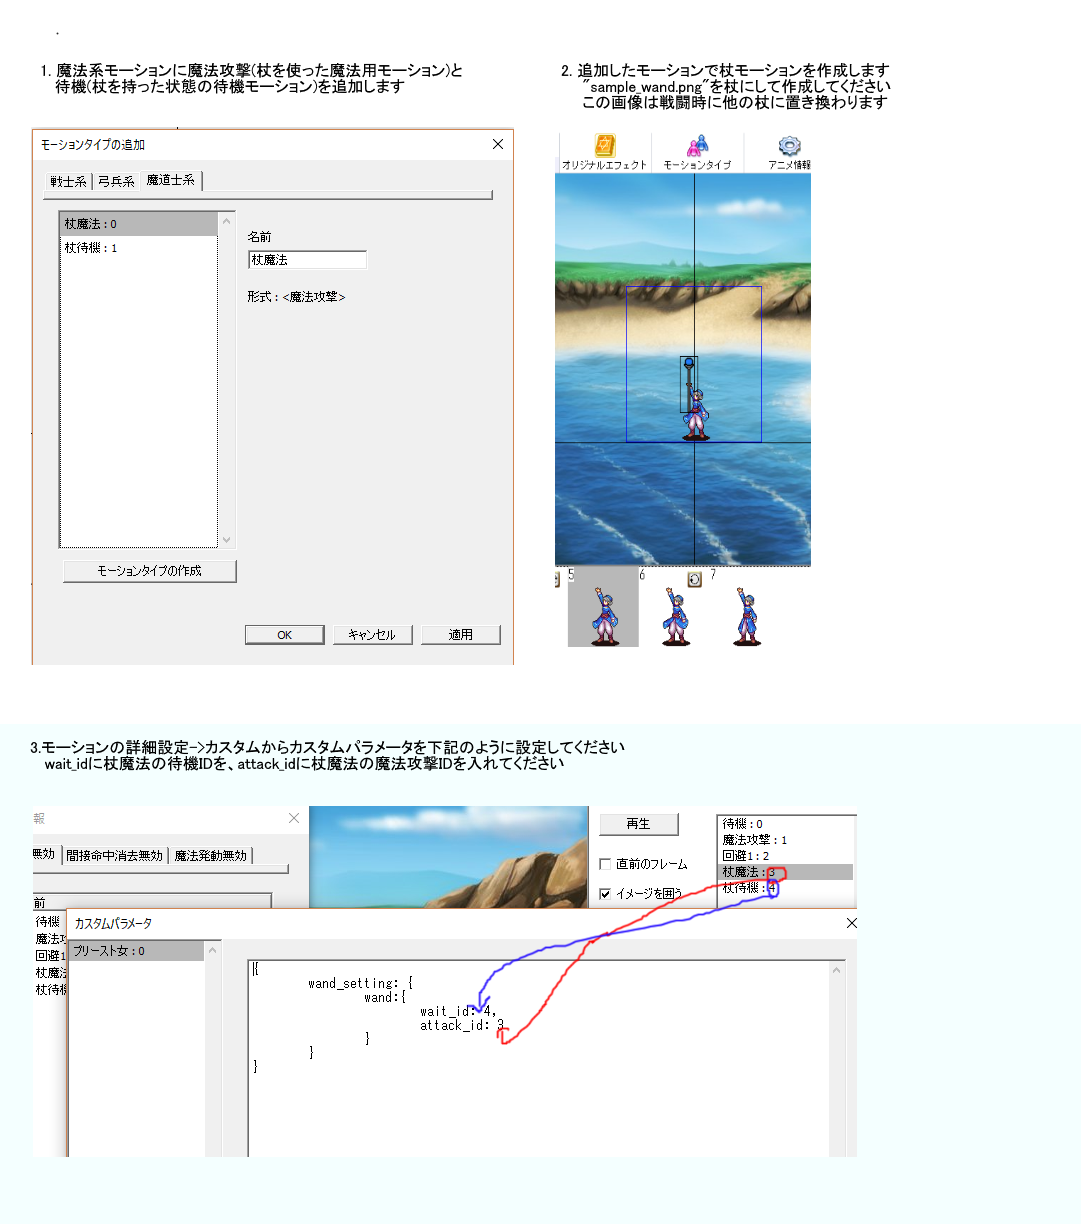 1. 魔法系モーションに魔法攻撃(杖を使った魔法用モーション)と
待機(杖を持った状態の待機モーション)を追加します
2. 追加したモーションで杖モーションを作成します
"sample_wand.png"を杖にして作成してください
この画像は戦闘時に他の杖に置き換わります
モーションタイプの追加
戦士系 弓兵系 魔道士系
杖魔法 : 0
杖待機 : 1
名前
杖魔法
形式 : <魔法攻撃>
モーションタイプの作成
OK キャンセル 適用
オリジナルエフェクト モーションタイプ アニメ情報
5 6 7
3.モーションの詳細設定->カスタムからカスタムパラメータを下記のように設定してください
wait_idに杖魔法の待機IDを、attack_idに杖魔法の魔法攻撃IDを入れてください
報
無効 間接命中消去無効 魔法発動無効
前
待機
魔法攻
回避1
杖魔法
杖待機
再生
直前のフレーム
イメージを囲う
待機 : 0
魔法攻撃 : 1
回避1 : 2
杖魔法 : 3
杖待機 : 4
カスタムパラメータ
プリースト女 : 0
{
wand_setting: {
wand:{
wait_id: 4,
attack_id: 3
}
}
}